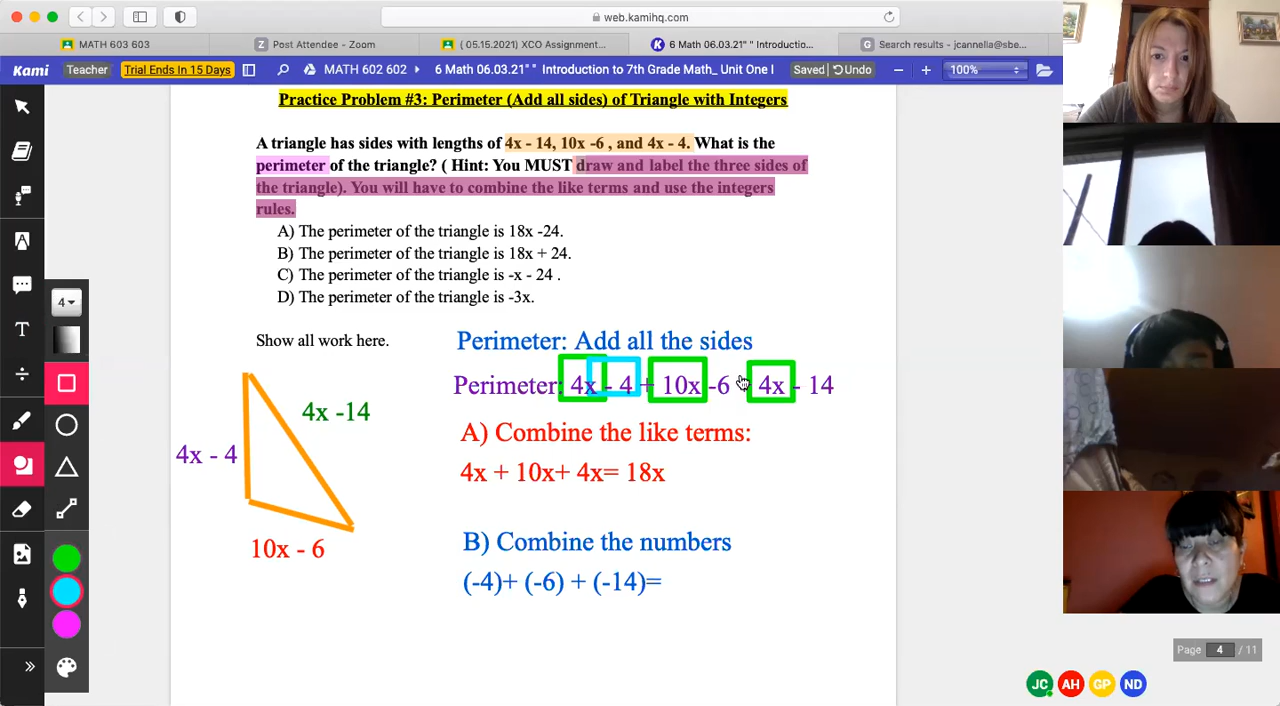 web.kamihq.com
MATH 603 603
Post Attendee - Zoom
( 05.15.2021) XCO Assignment...
6 Math 06.03.21" " Introductio...
Search results - jcannella@sbe...
Kami
Teacher
Trial Ends In 15 Days
MATH 602 602
6 Math 06.03.21" " Introduction to 7th Grade Math_ Unit One I
Saved
Undo
100%
Practice Problem #3: Perimeter (Add all sides) of Triangle with Integers
A triangle has sides with lengths of 4x - 14, 10x -6 , and 4x - 4. What is the
perimeter of the triangle? ( Hint: You MUST draw and label the three sides of
the triangle). You will have to combine the like terms and use the integers
rules.
A) The perimeter of the triangle is 18x -24.
B) The perimeter of the triangle is 18x + 24.
C) The perimeter of the triangle is -x - 24 .
D) The perimeter of the triangle is -3x.
Show all work here.
Perimeter: Add all the sides
Perimeter: 4x - 4 + 10x -6 4x - 14
4x -14
4x - 4
10x - 6
A) Combine the like terms:
4x + 10x+ 4x= 18x
B) Combine the numbers
(-4)+ (-6) + (-14)=
4
Page 4 / 11
JC AH GP ND